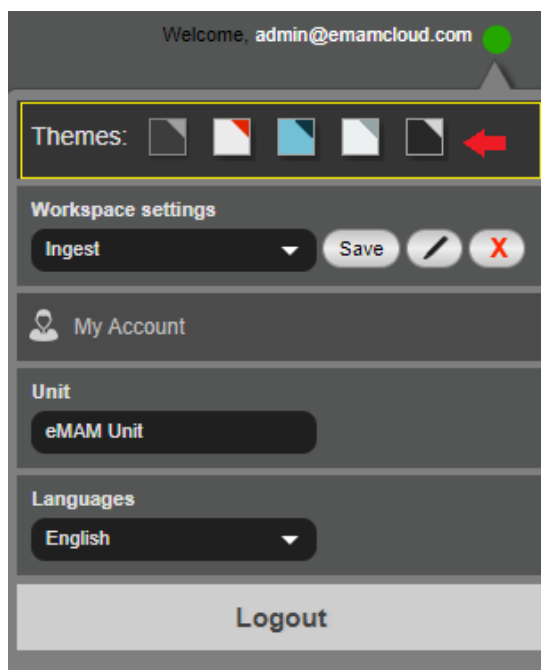 Welcome, admin@emamcloud.com
Themes:
Workspace settings
Ingest
Save
X
My Account
Unit
eMAM Unit
Languages
English
Logout